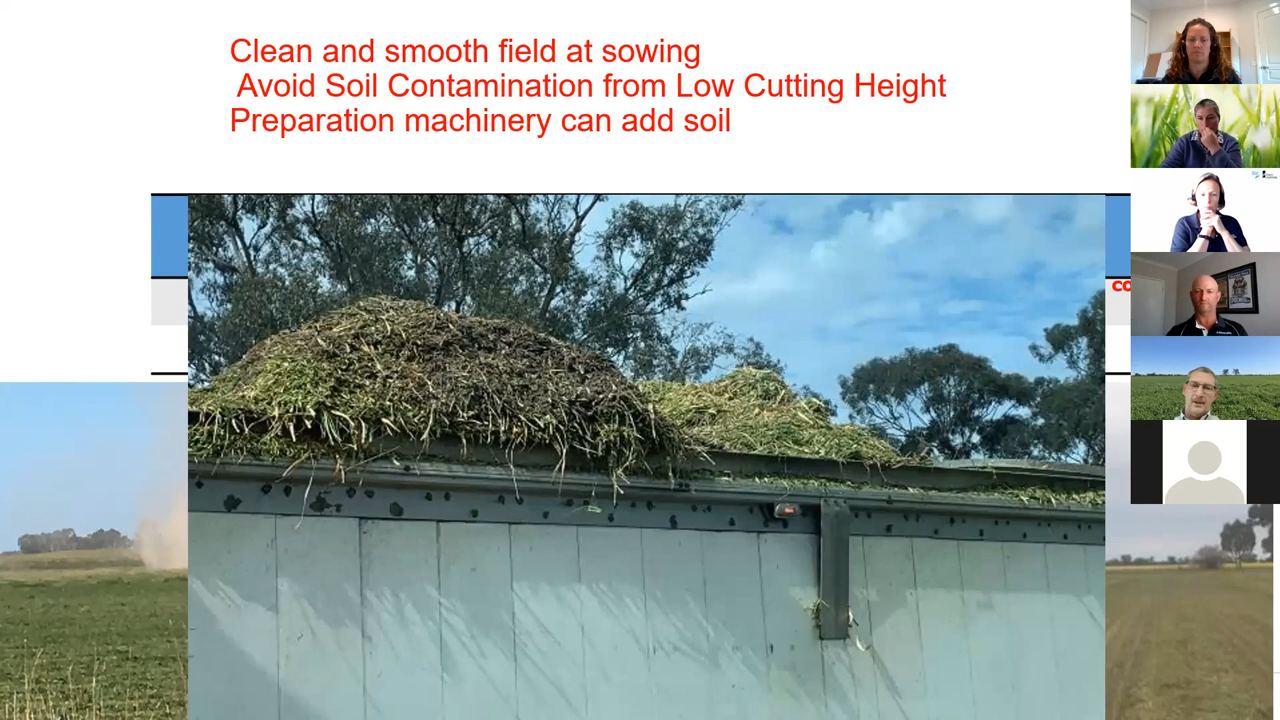 Clean and smooth field at sowing
Avoid Soil Contamination from Low Cutting Height
Preparation machinery can add soil